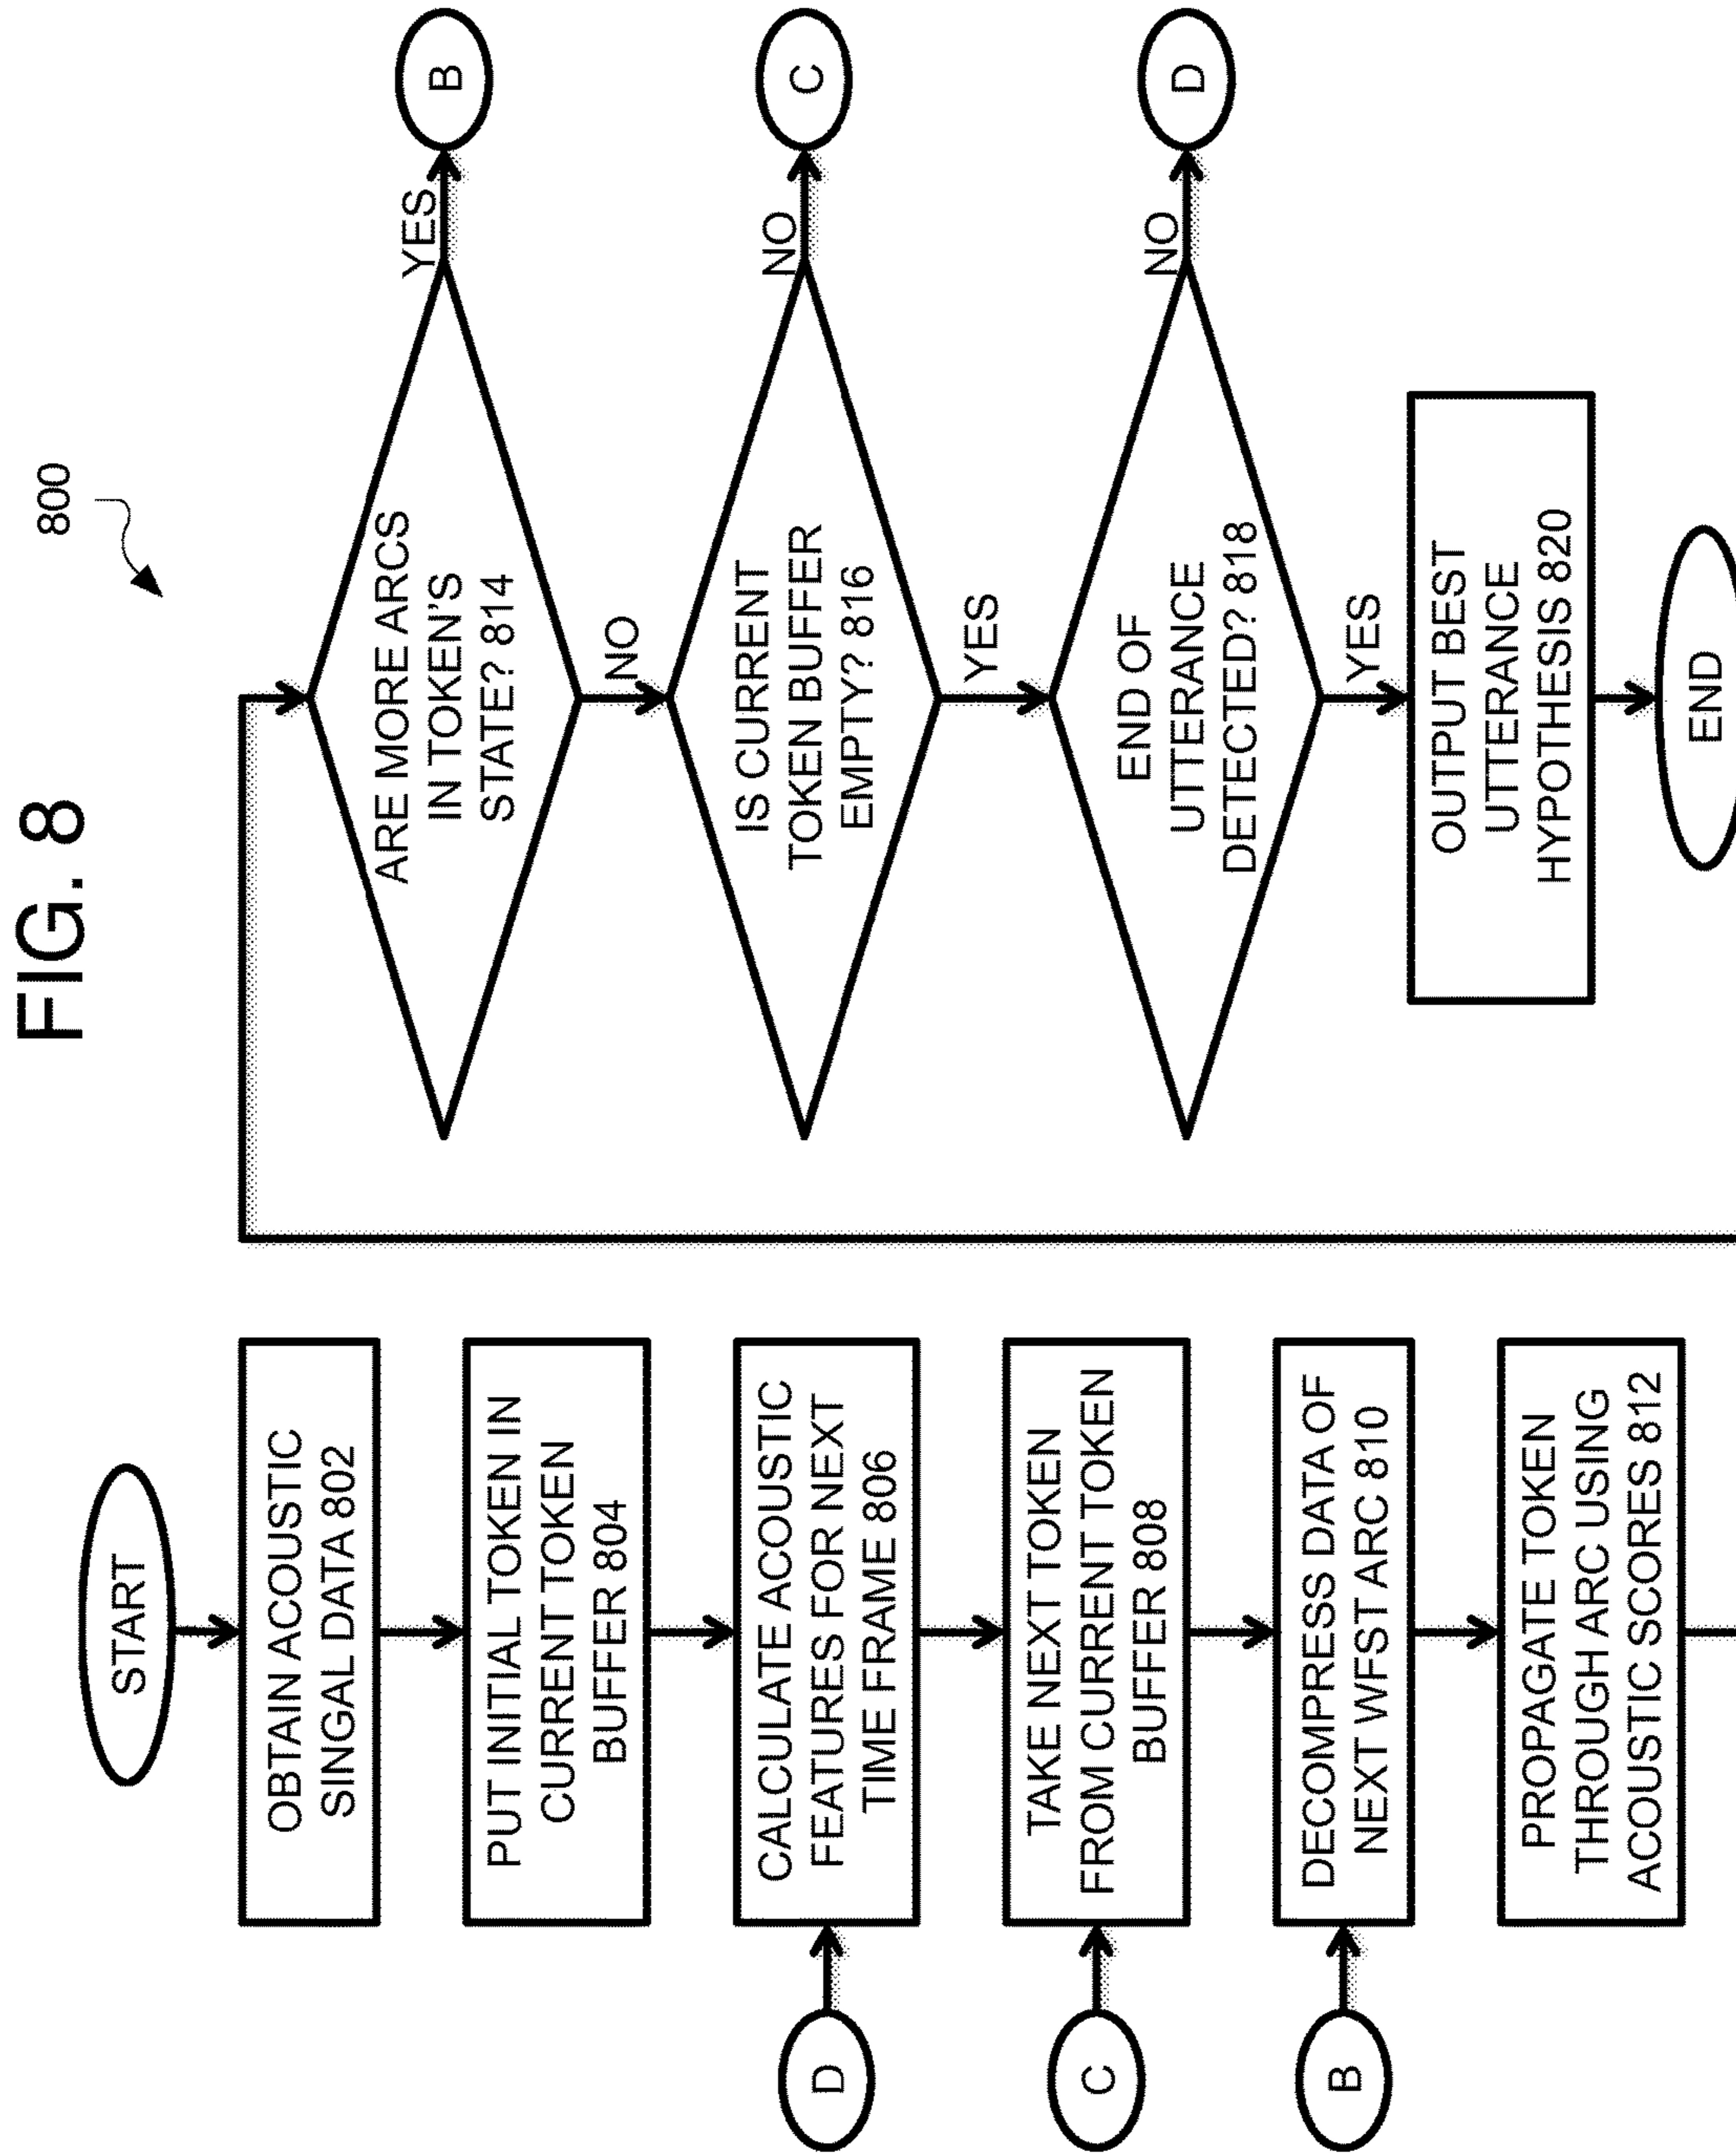 FIG. 8
800
START
OBTAIN ACOUSTIC
SINGAL DATA 802
PUT INITIAL TOKEN IN
CURRENT TOKEN
BUFFER 804
D
CALCULATE ACOUSTIC
FEATURES FOR NEXT
TIME FRAME 806
C
TAKE NEXT TOKEN
FROM CURRENT TOKEN
BUFFER 808
B
DECOMPRESS DATA OF
NEXT WFST ARC 810
PROPAGATE TOKEN
THROUGH ARC USING
ACOUSTIC SCORES 812
ARE MORE ARCS
IN TOKEN'S
STATE? 814
YES
B
NO
IS CURRENT
TOKEN BUFFER
EMPTY? 816
NO
C
YES
END OF
UTTERANCE
DETECTED? 818
NO
D
YES
OUTPUT BEST
UTTERANCE
HYPOTHESIS 820
END